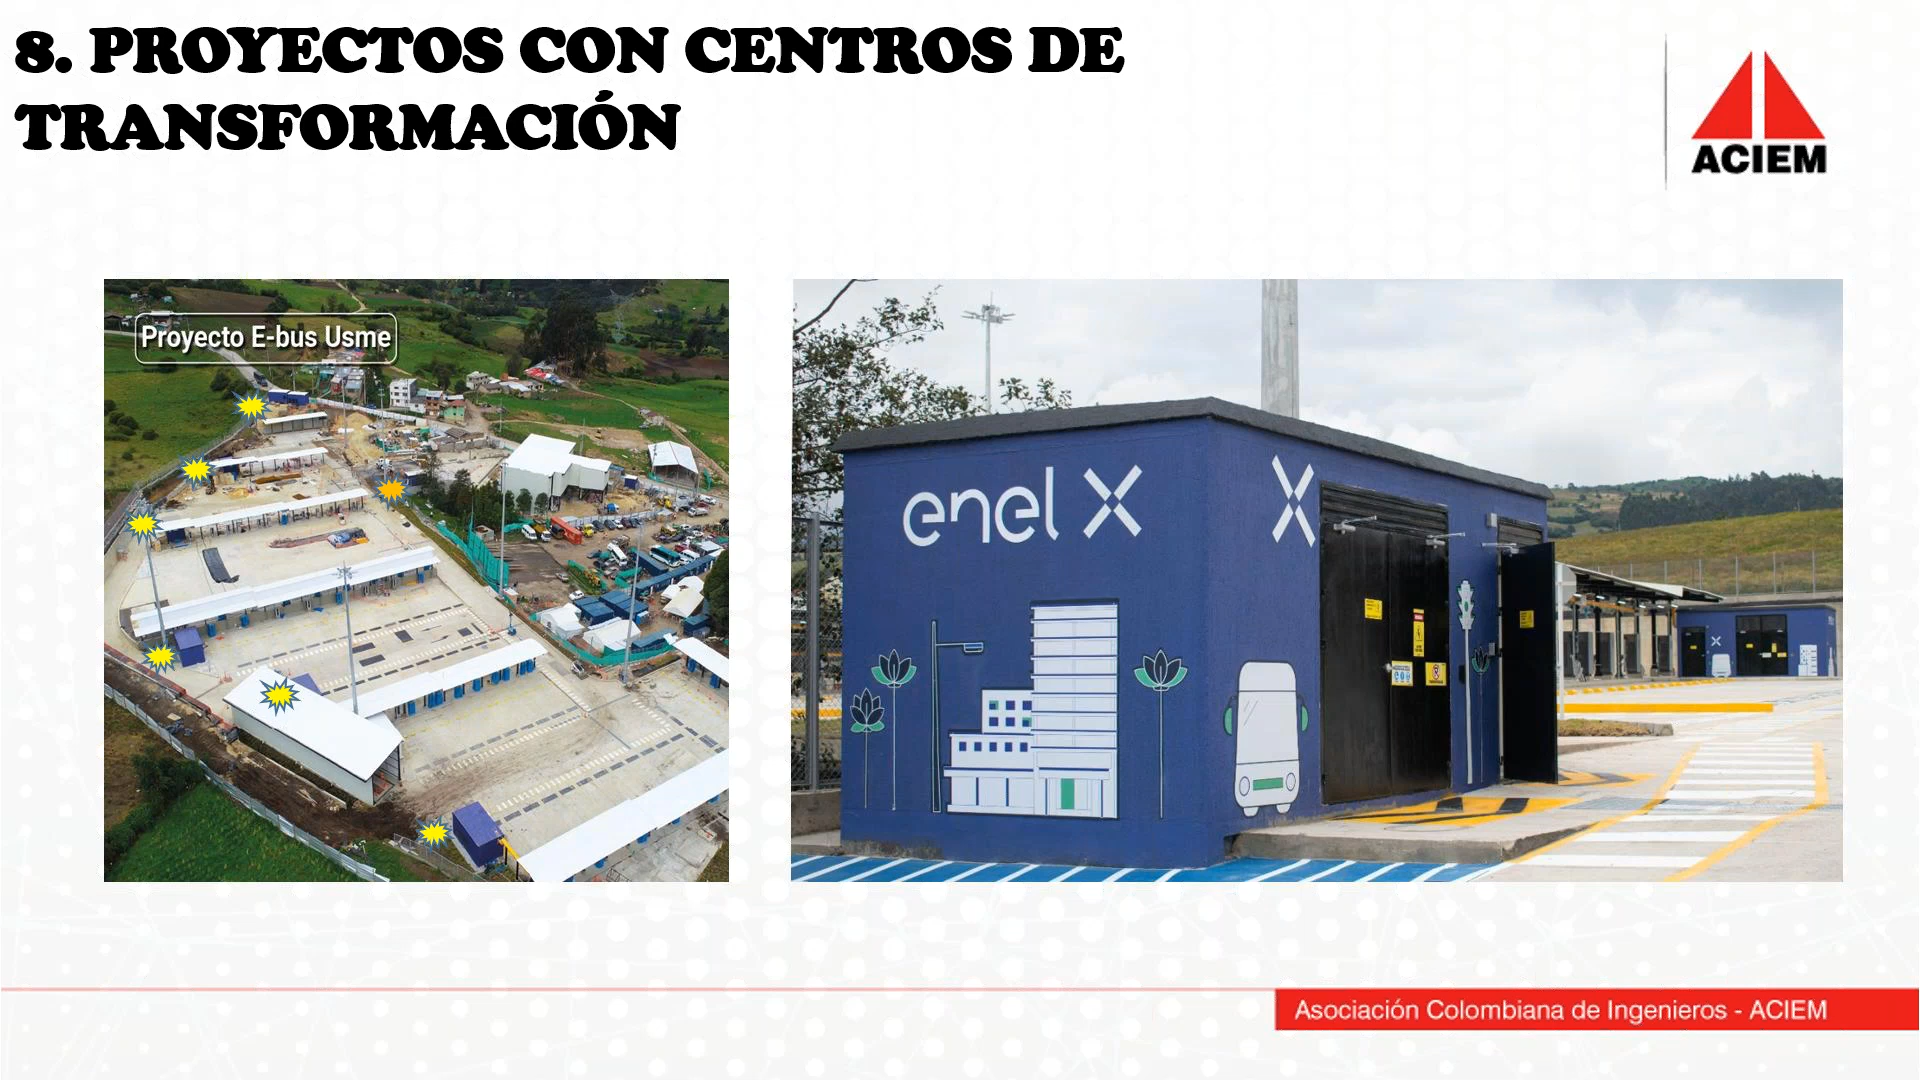 8. PROYECTOS CON CENTROS DE
TRANSFORMACIÓN
ACIEM
Proyecto E-bus Usme
enel X
X
Asociación Colombiana de Ingenieros - ACIEM